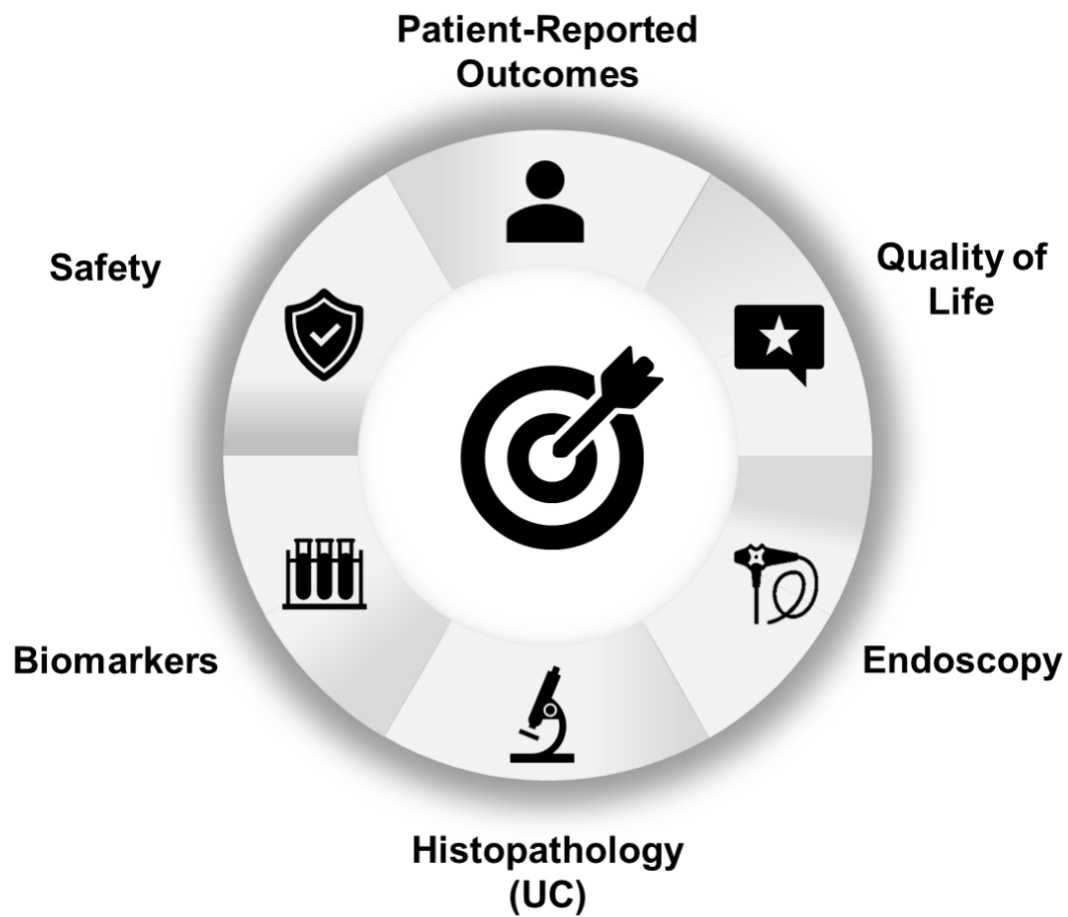 Patient-Reported
Outcomes
Safety
Quality of
Life
Biomarkers
Endoscopy
Histopathology
(UC)